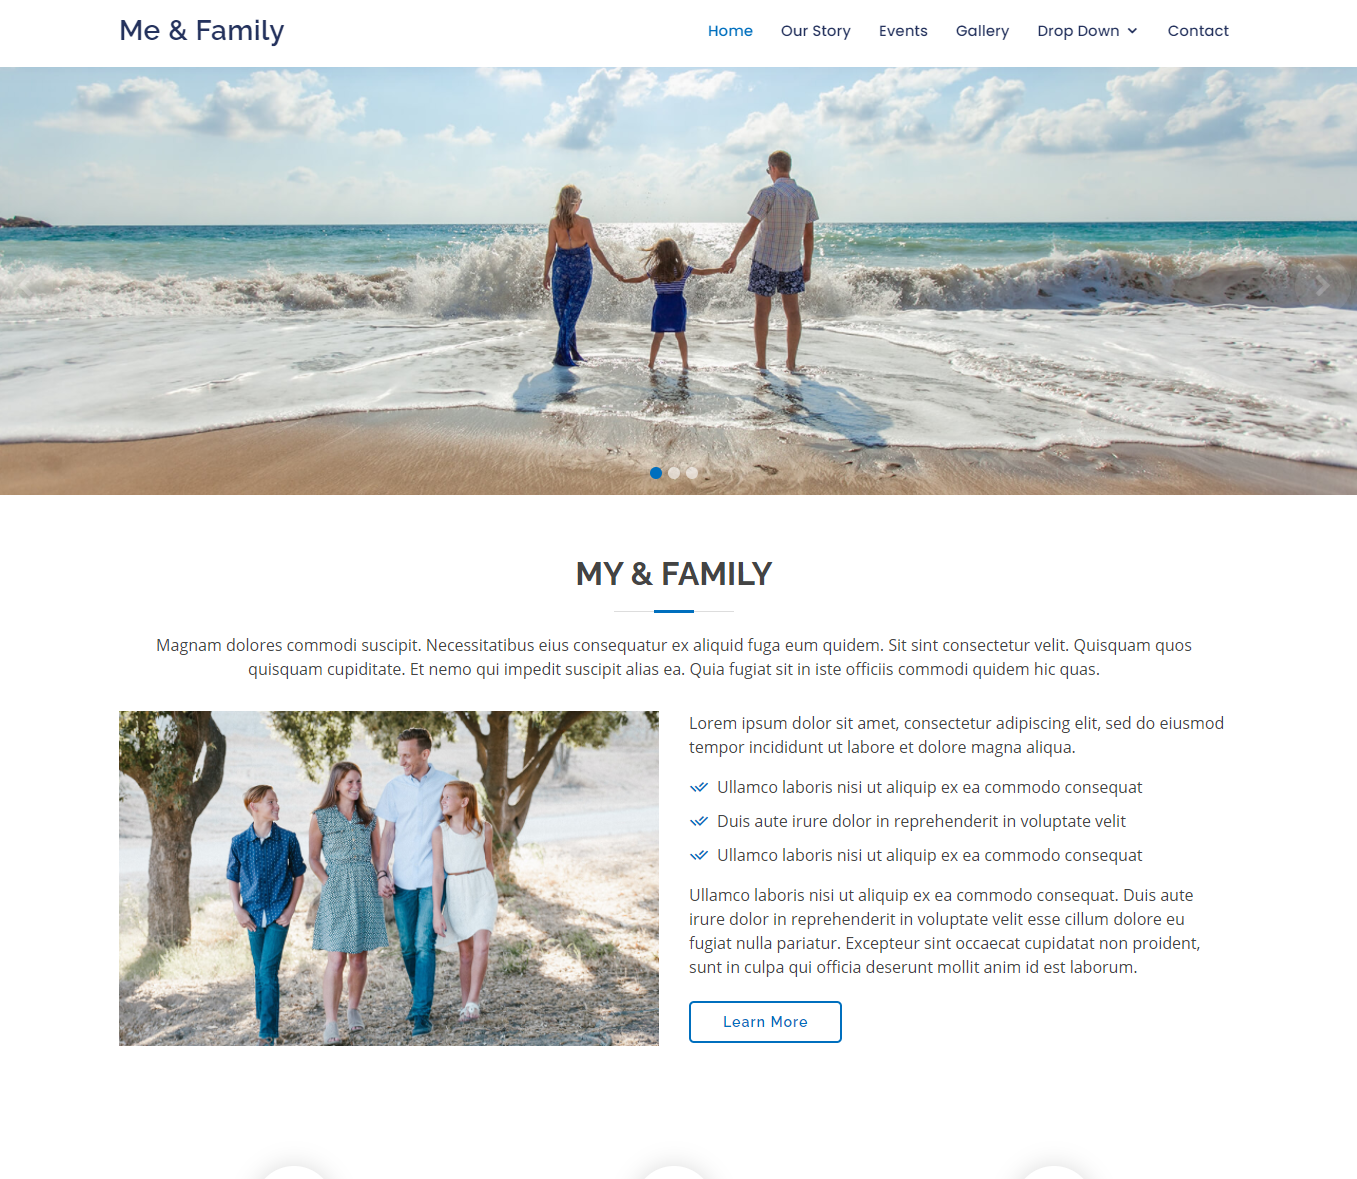 Me & Family
Home Our Story Events Gallery Drop Down Contact
MY & FAMILY
Magnam dolores commodi suscipit. Necessitatibus eius consequatur ex aliquid fuga eum quidem. Sit sint consectetur velit. Quisquam quos
quisquam cupiditate. Et nemo qui impedit suscipit alias ea. Quia fugiat sit in iste officiis commodi quidem hic quas.
Lorem ipsum dolor sit amet, consectetur adipiscing elit, sed do eiusmod
tempor incididunt ut labore et dolore magna aliqua.
Ullamco laboris nisi ut aliquip ex ea commodo consequat
Duis aute irure dolor in reprehenderit in voluptate velit
Ullamco laboris nisi ut aliquip ex ea commodo consequat
Ullamco laboris nisi ut aliquip ex ea commodo consequat. Duis aute
irure dolor in reprehenderit in voluptate velit esse cillum dolore eu
fugiat nulla pariatur. Excepteur sint occaecat cupidatat non proident,
sunt in culpa qui officia deserunt mollit anim id est laborum.
Learn More